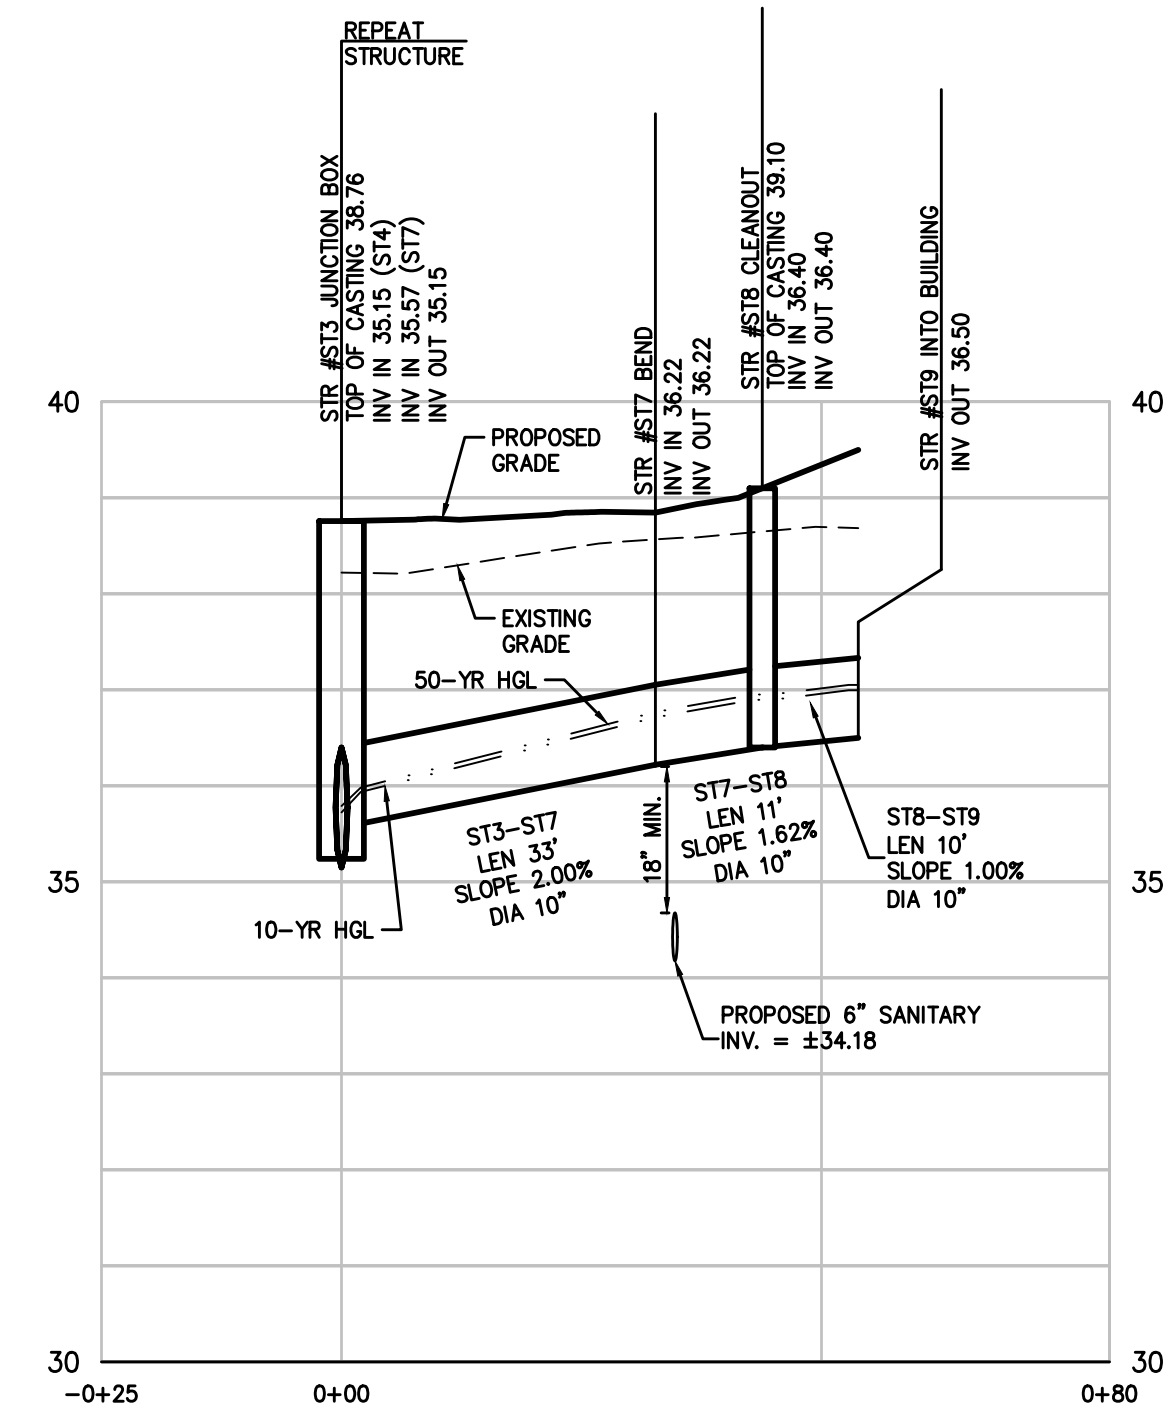 REPEAT
STRUCTURE
STR #ST3 JUNCTION BOX
TOP OF CASTING 38.76
INV IN 35.15 (ST4)
INV IN 35.57 (ST7)
INV OUT 35.15
STR #ST7 BEND
INV IN 36.22
INV OUT 36.22
STR #ST8 CLEANOUT
TOP OF CASTING 39.10
INV IN 36.40
INV OUT 36.40
STR #ST9 INTO BUILDING
INV OUT 36.50
40
40
PROPOSED
GRADE
EXISTING
GRADE
50-YR HGL
ST3-ST7
LEN 33'
SLOPE 2.00%
DIA 10"
18" MIN.
ST7-ST8
LEN 11'
SLOPE 1.62%
DIA 10"
ST8-ST9
LEN 10'
SLOPE 1.00%
DIA 10"
35
35
10-YR HGL
PROPOSED 6" SANITARY
INV. = ±34.18
30
30
-0+25
0+00
0+80